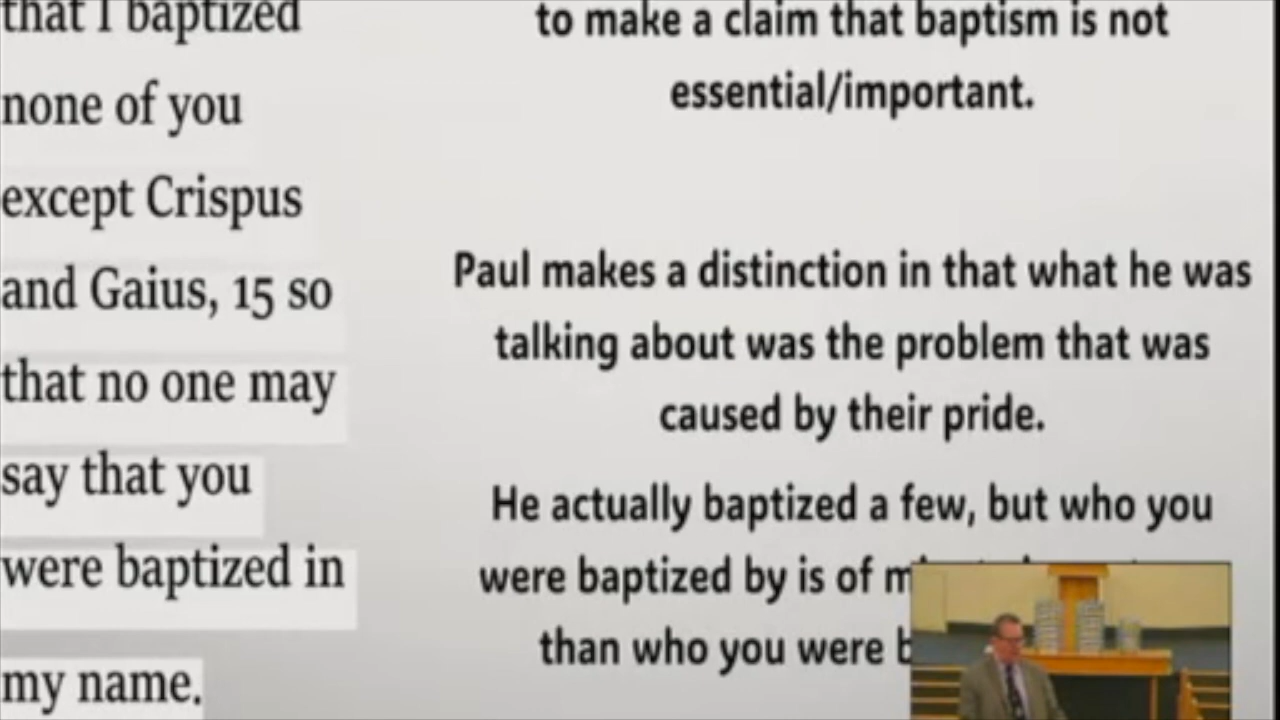 that I baptized
none of you
except Crispus
and Gaius, 15 so
that no one may
say that you
were baptized in
my name.
to make a claim that baptism is not
essential/important.
Paul makes a distinction in that what he was
talking about was the problem that was
caused by their pride.
He actually baptized a few, but who you
were baptized by is of
than who you were